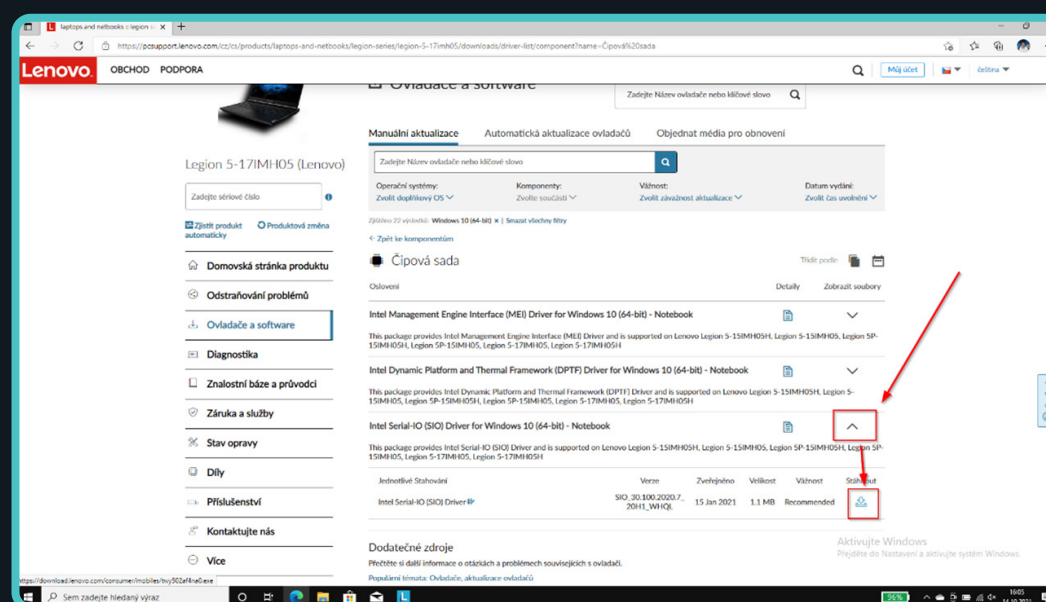 laptops and netbooks :: legion s
https://pcsupport.lenovo.com/cz/cs/products/laptops-and-netbooks/legion-series/legion-5-17imh05/downloads/driver-list/component?name=Čipová%20sada
Lenovo.
OBCHOD PODPORA
Můj účet
čeština
Ovladače a software
Zadejte Název ovladače nebo klíčové slovo
Manuální aktualizace Automatická aktualizace ovladačů Objednat média pro obnovení
Legion 5-17IMH05 (Lenovo)
Zadejte sériové číslo
Zjistit produkt automaticky
Produktová změna
Domovská stránka produktu
Odstraňování problémů
Ovladače a software
Diagnostika
Znalostní báze a průvodci
Záruka a služby
Stav opravy
Díly
Příslušenství
Kontaktujte nás
Více
Zadejte Název ovladače nebo klíčové slovo
Operační systémy: Komponenty: Vážnost: Datum vydání:
Zvolit doplňkový OS Zvolte součásti Zvolit závažnost aktualizace Zvolit čas uvolnění
Zjištěno 22 výsledků: Windows 10 (64-bit) × | Smazat všechny filtry
Zpět ke komponentům
Čipová sada
Třídit podle
Oslovení Detaily Zobrazit soubory
Intel Management Engine Interface (MEI) Driver for Windows 10 (64-bit) - Notebook
This package provides Intel Management Engine Interface (MEI) Driver and is supported on Lenovo Legion 5-15IMH05H, Legion 5-15IMH05, Legion 5P-
15IMH05H, Legion 5P-15IMH05, Legion 5-17IMH05, Legion 5-17IMH05H
Intel Dynamic Platform and Thermal Framework (DPTF) Driver for Windows 10 (64-bit) - Notebook
This package provides Intel Dynamic Platform and Thermal Framework (DPTF) Driver and is supported on Lenovo Legion 5-15IMH05H, Legion 5-
15IMH05, Legion 5P-15IMH05H, Legion 5P-15IMH05, Legion 5-17IMH05, Legion 5-17IMH05H
Intel Serial-IO (SIO) Driver for Windows 10 (64-bit) - Notebook
This package provides Intel Serial-IO (SIO) Driver and is supported on Lenovo Legion 5-15IMH05H, Legion 5-15IMH05, Legion 5P-15IMH05H, Legion 5P-
15IMH05, Legion 5-17IMH05, Legion 5-17IMH05H
Jednotlivé Stahování Verze Zveřejněno Velikost Vážnost Stáhnout
Intel Serial-IO (SIO) Driver
SIO_30.100.2020.7_
20H1_WHQL
15 Jan 2021 1.1 MB Recommended
Dodatečné zdroje
Přečtěte si další informace o otázkách a problémech souvisejících s ovladači.
Populární témata: Ovladače, aktualizace ovladačů
Aktivujte Windows
Přejděte do Nastavení a aktivujte systém Windows.
Sem zadejte hledaný výraz
96%
16:05
14.10.2021